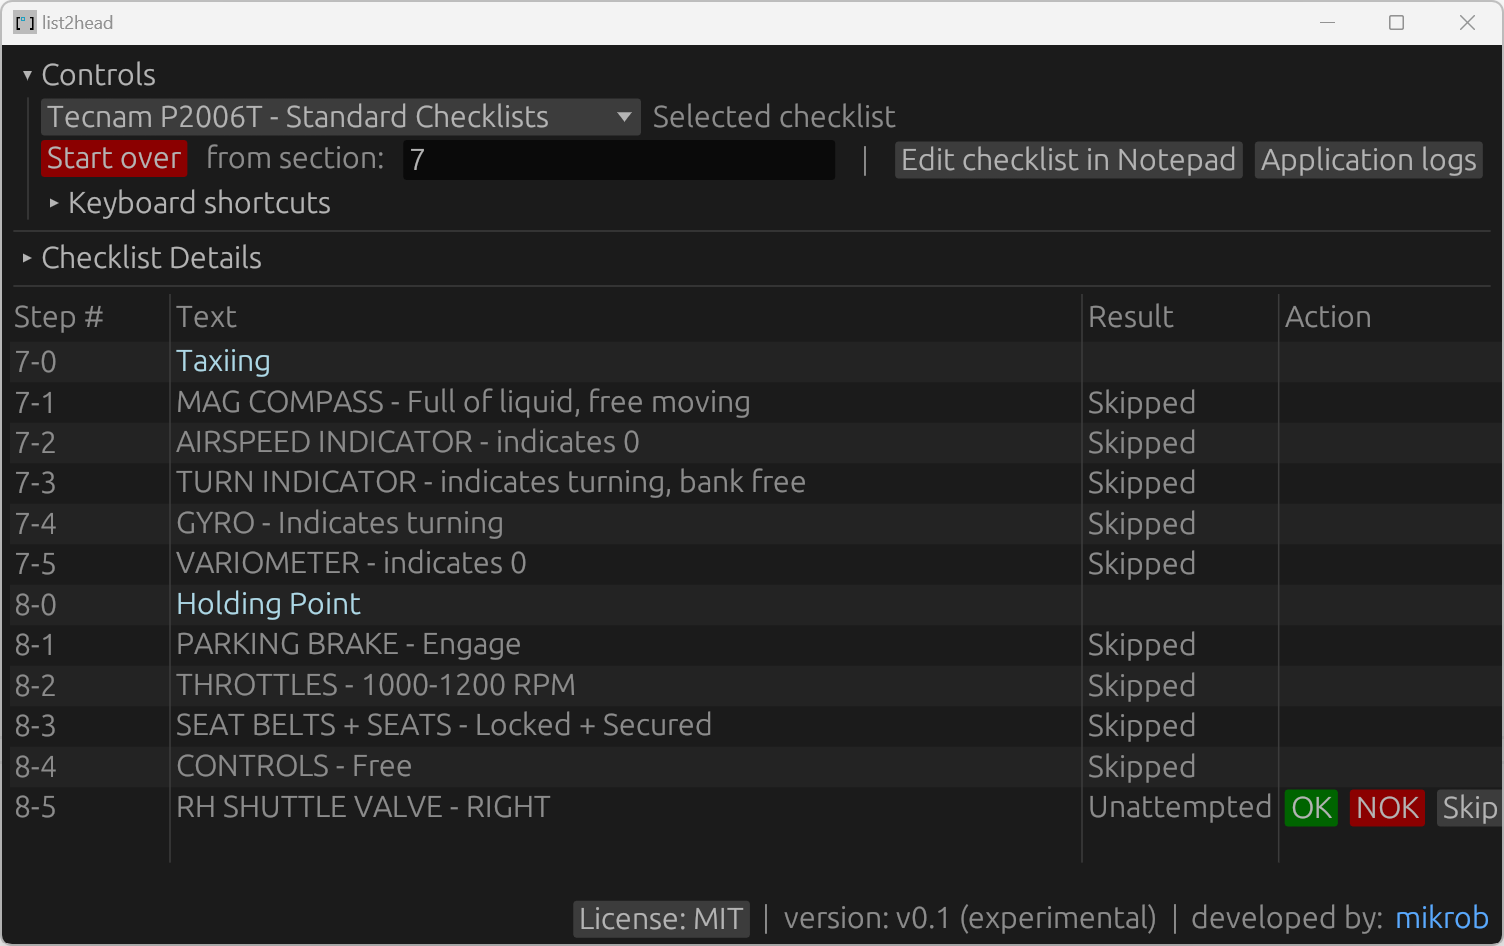 list2head
Controls
Tecnam P2006T - Standard Checklists Selected checklist
Start over from section: 7 | Edit checklist in Notepad Application logs
Keyboard shortcuts
Checklist Details
Step # Text Result Action
7-0 Taxiing
7-1 MAG COMPASS - Full of liquid, free moving Skipped
7-2 AIRSPEED INDICATOR - indicates 0 Skipped
7-3 TURN INDICATOR - indicates turning, bank free Skipped
7-4 GYRO - Indicates turning Skipped
7-5 VARIOMETER - indicates 0 Skipped
8-0 Holding Point
8-1 PARKING BRAKE - Engage Skipped
8-2 THROTTLES - 1000-1200 RPM Skipped
8-3 SEAT BELTS + SEATS - Locked + Secured Skipped
8-4 CONTROLS - Free Skipped
8-5 RH SHUTTLE VALVE - RIGHT Unattempted OK NOK Skip
License: MIT | version: v0.1 (experimental) | developed by: mikrob